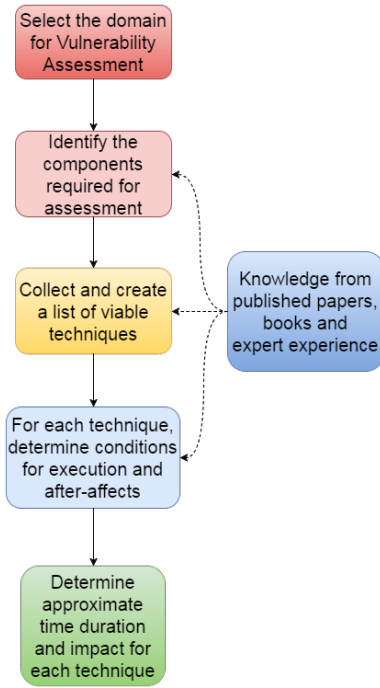 Select the domain
for Vulnerability
Assessment
Identify the
components
required for
assessment
Collect and create
a list of viable
techniques
Knowledge from
published papers,
books and
expert experience
For each technique,
determine conditions
for execution and
after-affects
Determine
approximate
time duration
and impact for
each technique